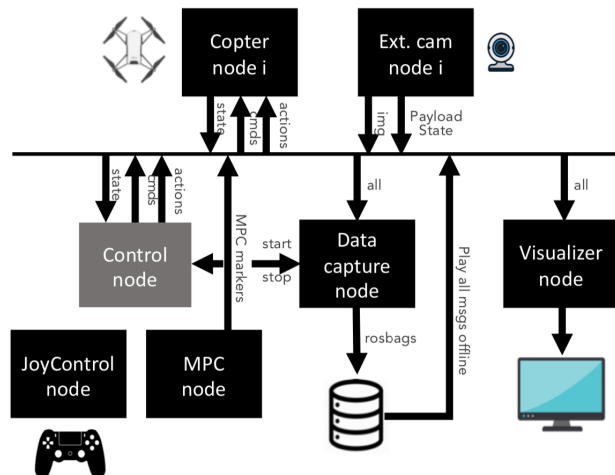 Copter
node i
Ext. cam
node i
state
cmds
actions
img
Payload
State
state
cmds
actions
MPC markers
all
Play all msgs offline
all
Control
node
start
stop
Data
capture
node
Visualizer
node
rosbags
JoyControl
node
MPC
node